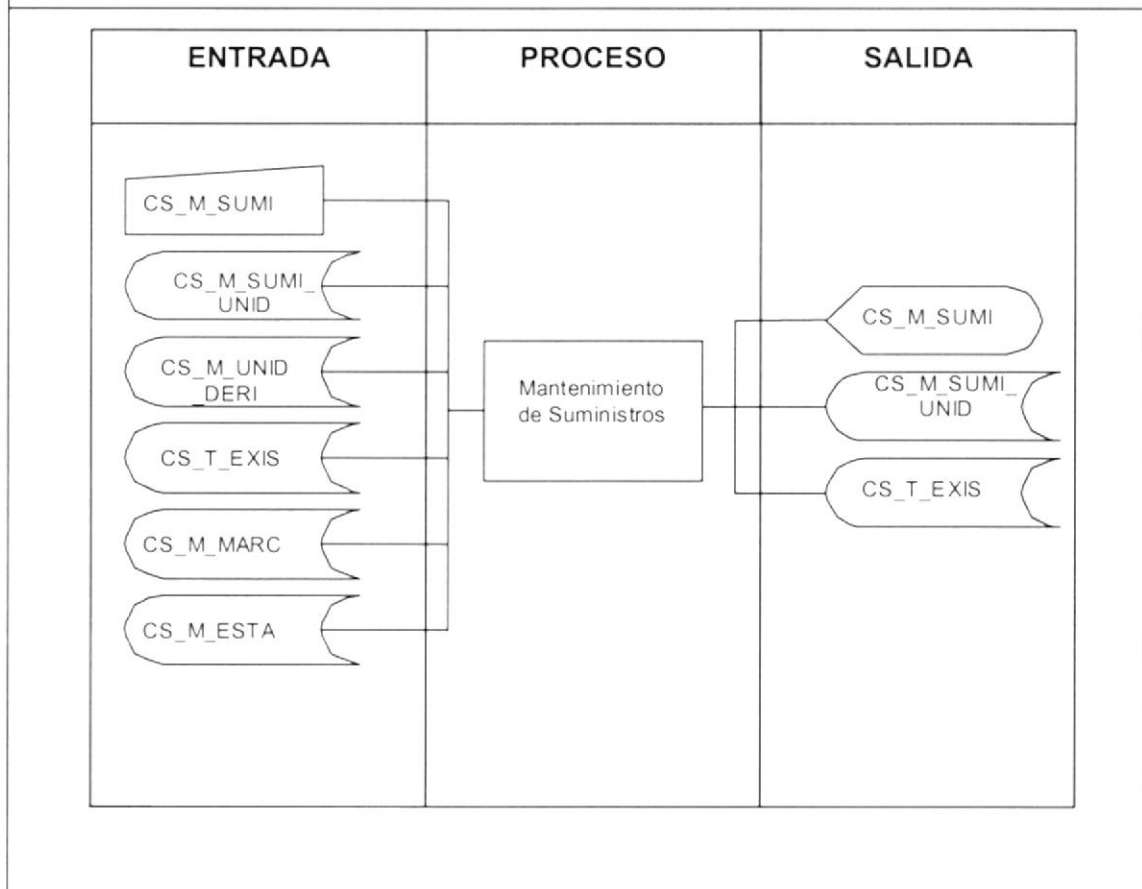 ENTRADA
PROCESO
SALIDA
CS_M_SUMI
CS_M_SUMI_
UNID
CS_M_UNID
_DERI
CS_T_EXIS
CS_M_MARC
CS_M_ESTA
Mantenimiento
de Suministros
CS_M_SUMI
CS_M_SUMI_
UNID
CS_T_EXIS